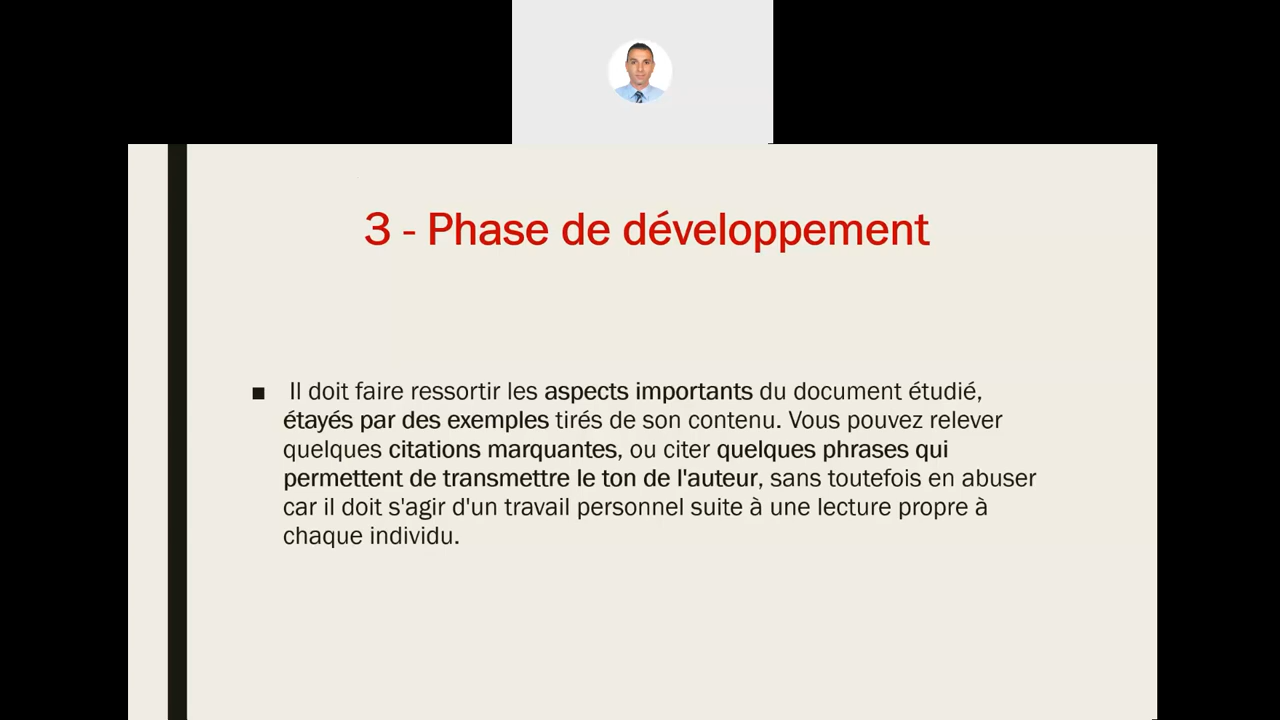 3 - Phase de développement
■ Il doit faire ressortir les aspects importants du document étudié,
étayés par des exemples tirés de son contenu. Vous pouvez relever
quelques citations marquantes, ou citer quelques phrases qui
permettent de transmettre le ton de l'auteur, sans toutefois en abuser
car il doit s'agir d'un travail personnel suite à une lecture propre à
chaque individu.